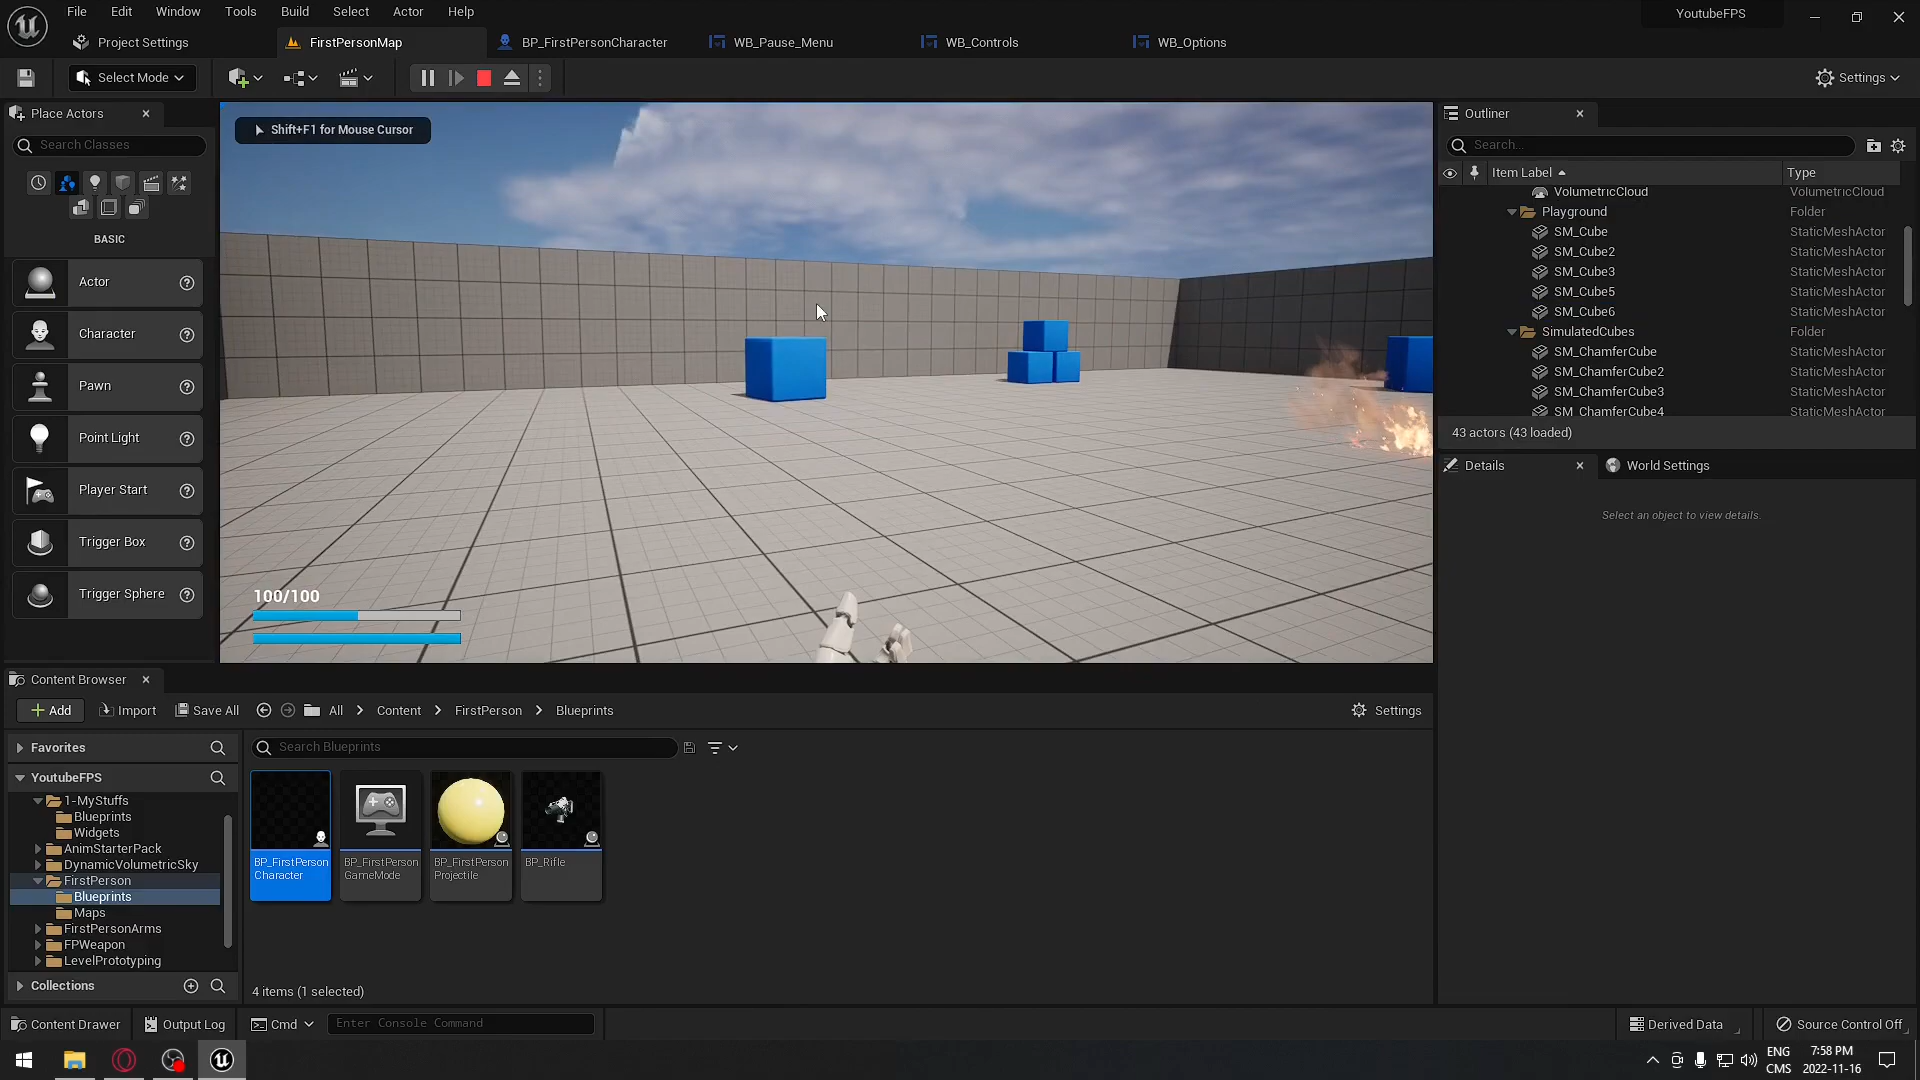 File Edit Window Tools Build Select Actor Help
YoutubeFPS
Project Settings
FirstPersonMap
BP_FirstPersonCharacter
WB_Pause_Menu
WB_Controls
WB_Options
Select Mode
Settings
Place Actors
Search Classes
BASIC
Actor
Character
Pawn
Point Light
Player Start
Trigger Box
Trigger Sphere
Shift+F1 for Mouse Cursor
100/100
Outliner
Search...
Item Label Type
VolumetricCloud VolumetricCloud
Playground Folder
SM_Cube StaticMeshActor
SM_Cube2 StaticMeshActor
SM_Cube3 StaticMeshActor
SM_Cube5 StaticMeshActor
SM_Cube6 StaticMeshActor
SimulatedCubes Folder
SM_ChamferCube StaticMeshActor
SM_ChamferCube2 StaticMeshActor
SM_ChamferCube3 StaticMeshActor
SM_ChamferCube4 StaticMeshActor
43 actors (43 loaded)
Details
World Settings
Select an object to view details.
Content Browser
Add Import Save All All Content FirstPerson Blueprints Settings
Favorites
YoutubeFPS
1-MyStuffs
Blueprints
Widgets
AnimStarterPack
DynamicVolumetricSky
FirstPerson
Blueprints
Maps
FirstPersonArms
FPWeapon
LevelPrototyping
Collections
Search Blueprints
BP_FirstPerson
Character
BP_FirstPerson
GameMode
BP_FirstPerson
Projectile
BP_Rifle
4 items (1 selected)
Content Drawer Output Log Cmd Enter Console Command Derived Data Source Control Off
ENG
CMS
7:58 PM
2022-11-16